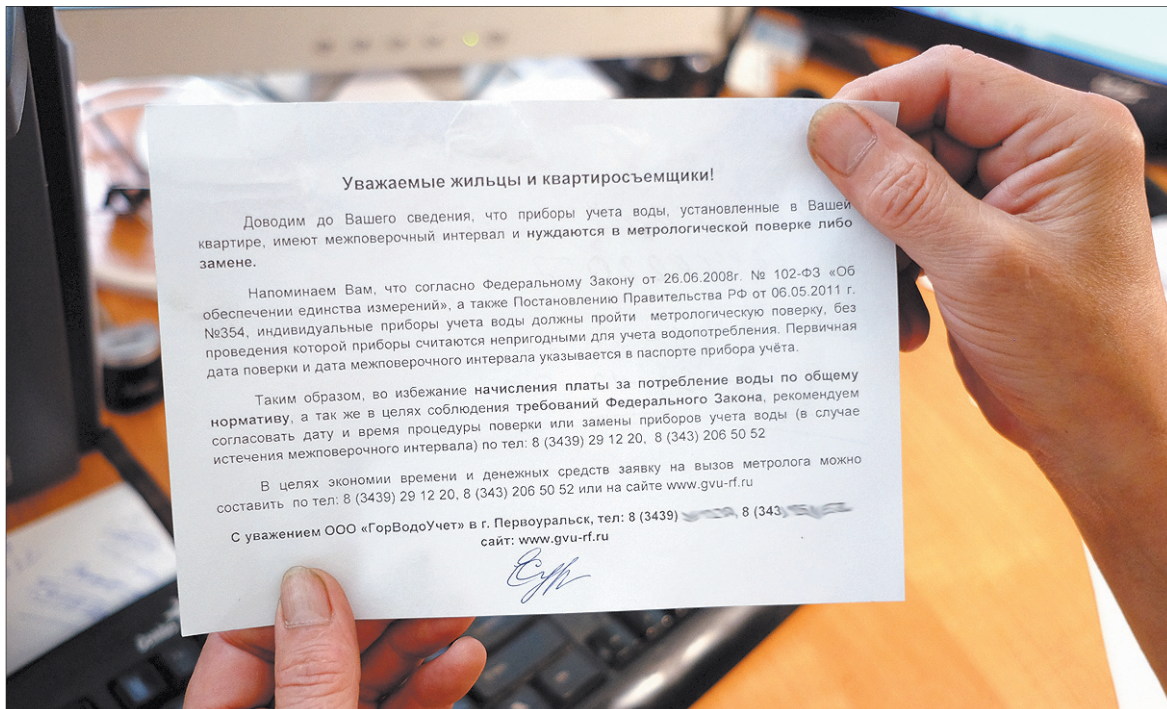 Уважаемые жильцы и квартиросъемщики!
Доводим до Вашего сведения, что приборы учета воды, установленные в Вашей
квартире, имеют межповерочный интервал и нуждаются в метрологической поверке либо
замене.
Напоминаем Вам, что согласно Федеральному Закону от 26.06.2008г. № 102-ФЗ «Об
обеспечении единства измерений», а также Постановлению Правительства РФ от 06.05.2011 г.
№354, индивидуальные приборы учета воды должны пройти метрологическую поверку, без
проведения которой приборы считаются непригодными для учета водопотребления. Первичная
дата поверки и дата межповерочного интервала указывается в паспорте прибора учёта.
Таким образом, во избежание начисления платы за потребление воды по общему
нормативу, а так же в целях соблюдения требований Федерального Закона, рекомендуем
согласовать дату и время процедуры поверки или замены приборов учета воды (в случае
истечения межповерочного интервала) по тел: 8 (3439) 29 12 20, 8 (343) 206 50 52
В целях экономии времени и денежных средств заявку на вызов метролога можно
составить по тел: 8 (3439) 29 12 20, 8 (343) 206 50 52 или на сайте www.gvu-rf.ru
С уважением ООО «ГорВодоУчет» в г. Первоуральск, тел: 8 (3439) 8 (343)
сайт: www.gvu-rf.ru